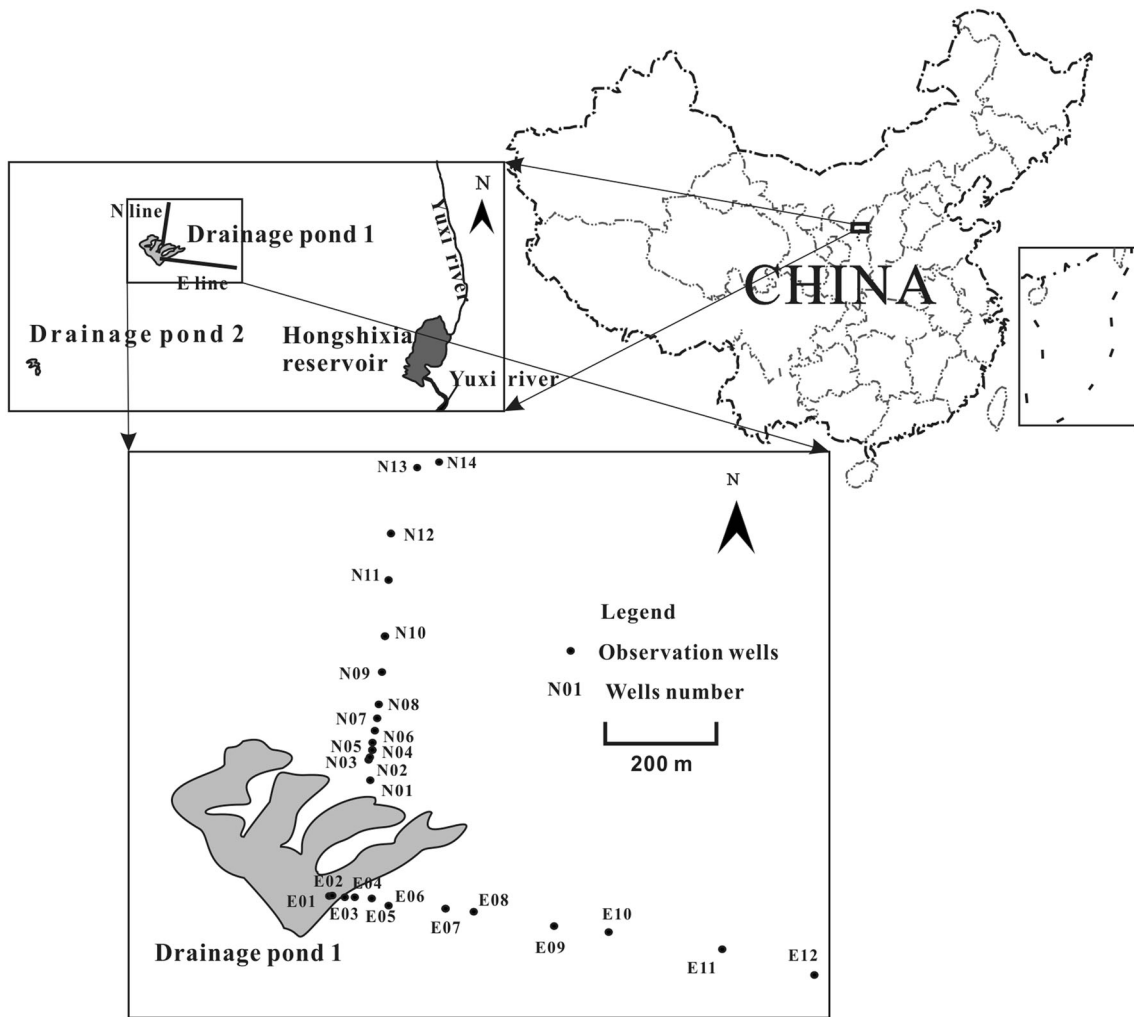 N
N line
Drainage pond 1
E line
Yuxi river
Drainage pond 2
Hongshixia
reservoir
Yuxi river
CHINA
N13
N14
N
N12
N11
N10
N09
N08
N07
N06
N05
N04
N03
N02
N01
Legend
Observation wells
N01 Wells number
200 m
E02
E04
E01
E03
E06
E05
E08
E07
E10
E09
E11
E12
Drainage pond 1